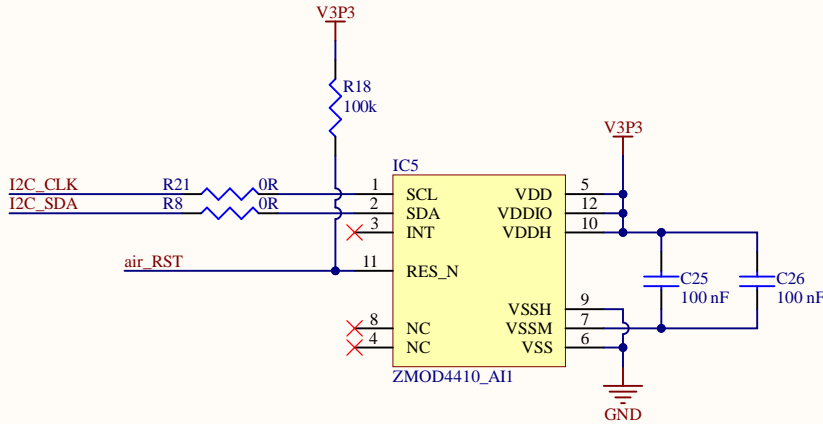 V3P3
R18
100k
V3P3
IC5
I2C_CLK R21 0R 1 SCL VDD 5
I2C_SDA R8 0R 2 SDA VDDIO 12
3 INT VDDH 10
air_RST 11 RES_N
C25 C26
100 nF 100 nF
VSSH 9
8 NC VSSM 7
4 NC VSS 6
ZMOD4410_AI1
GND